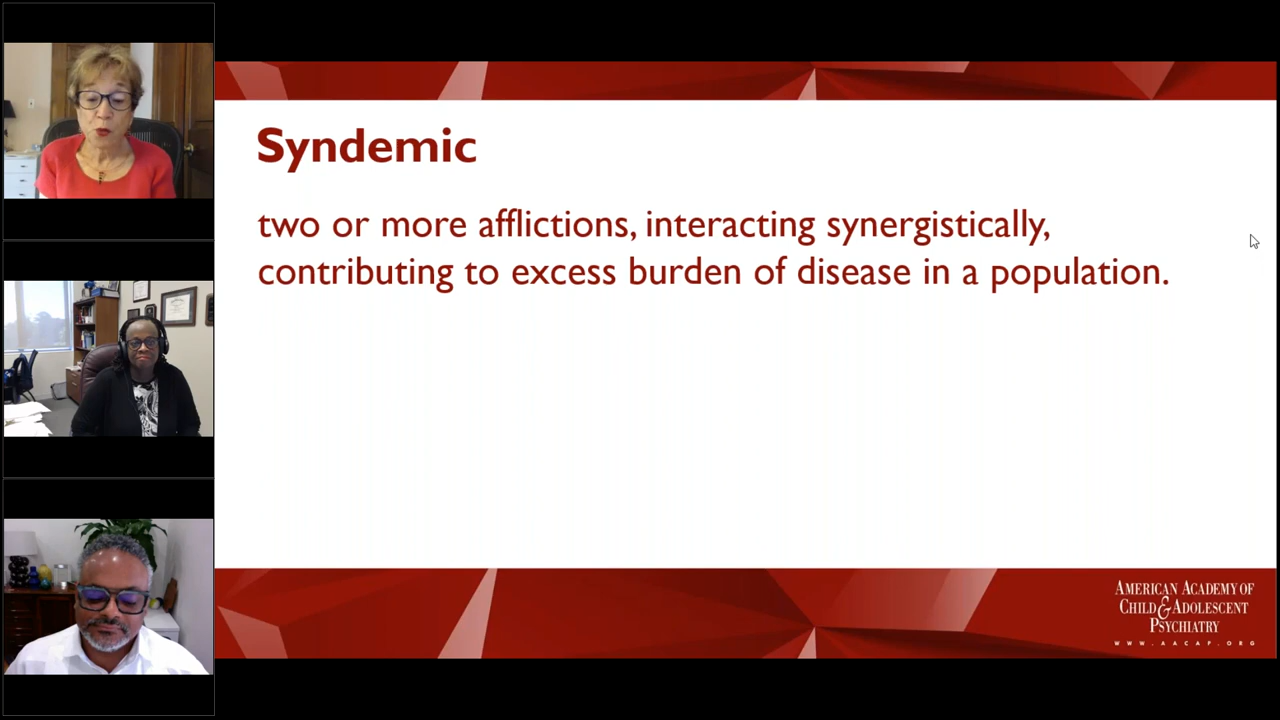 Syndemic
two or more afflictions, interacting synergistically,
contributing to excess burden of disease in a population.
AMERICAN ACADEMY OF
CHILD & ADOLESCENT
PSYCHIATRY
WWW.AACAP.ORG